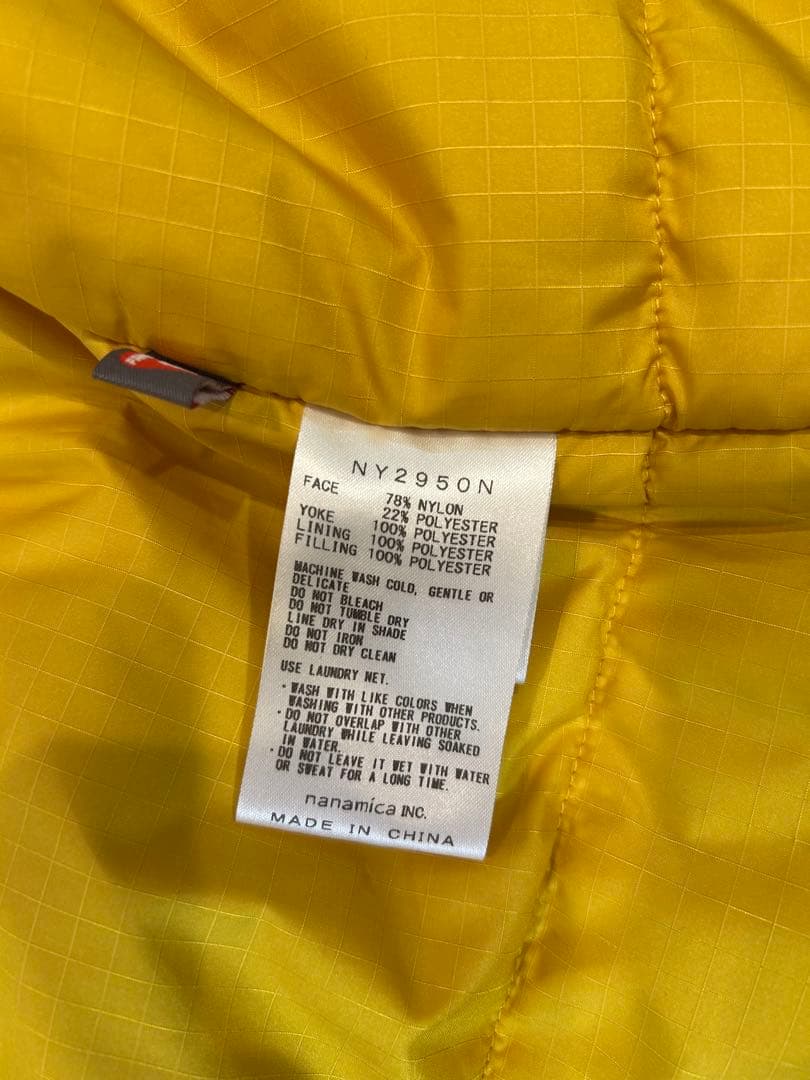 NY2950N
FACE 78% NYLON
22% POLYESTER
YOKE 100% POLYESTER
LINING 100% POLYESTER
FILLING 100% POLYESTER
MACHINE WASH COLD, GENTLE OR
DELICATE
DO NOT BLEACH
DO NOT TUMBLE DRY
LINE DRY IN SHADE
DO NOT IRON
DO NOT DRY CLEAN
USE LAUNDRY NET.
・WASH WITH LIKE COLORS WHEN
WASHING WITH OTHER PRODUCTS.
・DO NOT OVERLAP WITH OTHER
LAUNDRY WHILE LEAVING SOAKED
IN WATER.
・DO NOT LEAVE IT WET WITH WATER
OR SWEAT FOR A LONG TIME.
nanamica INC.
MADE IN CHINA